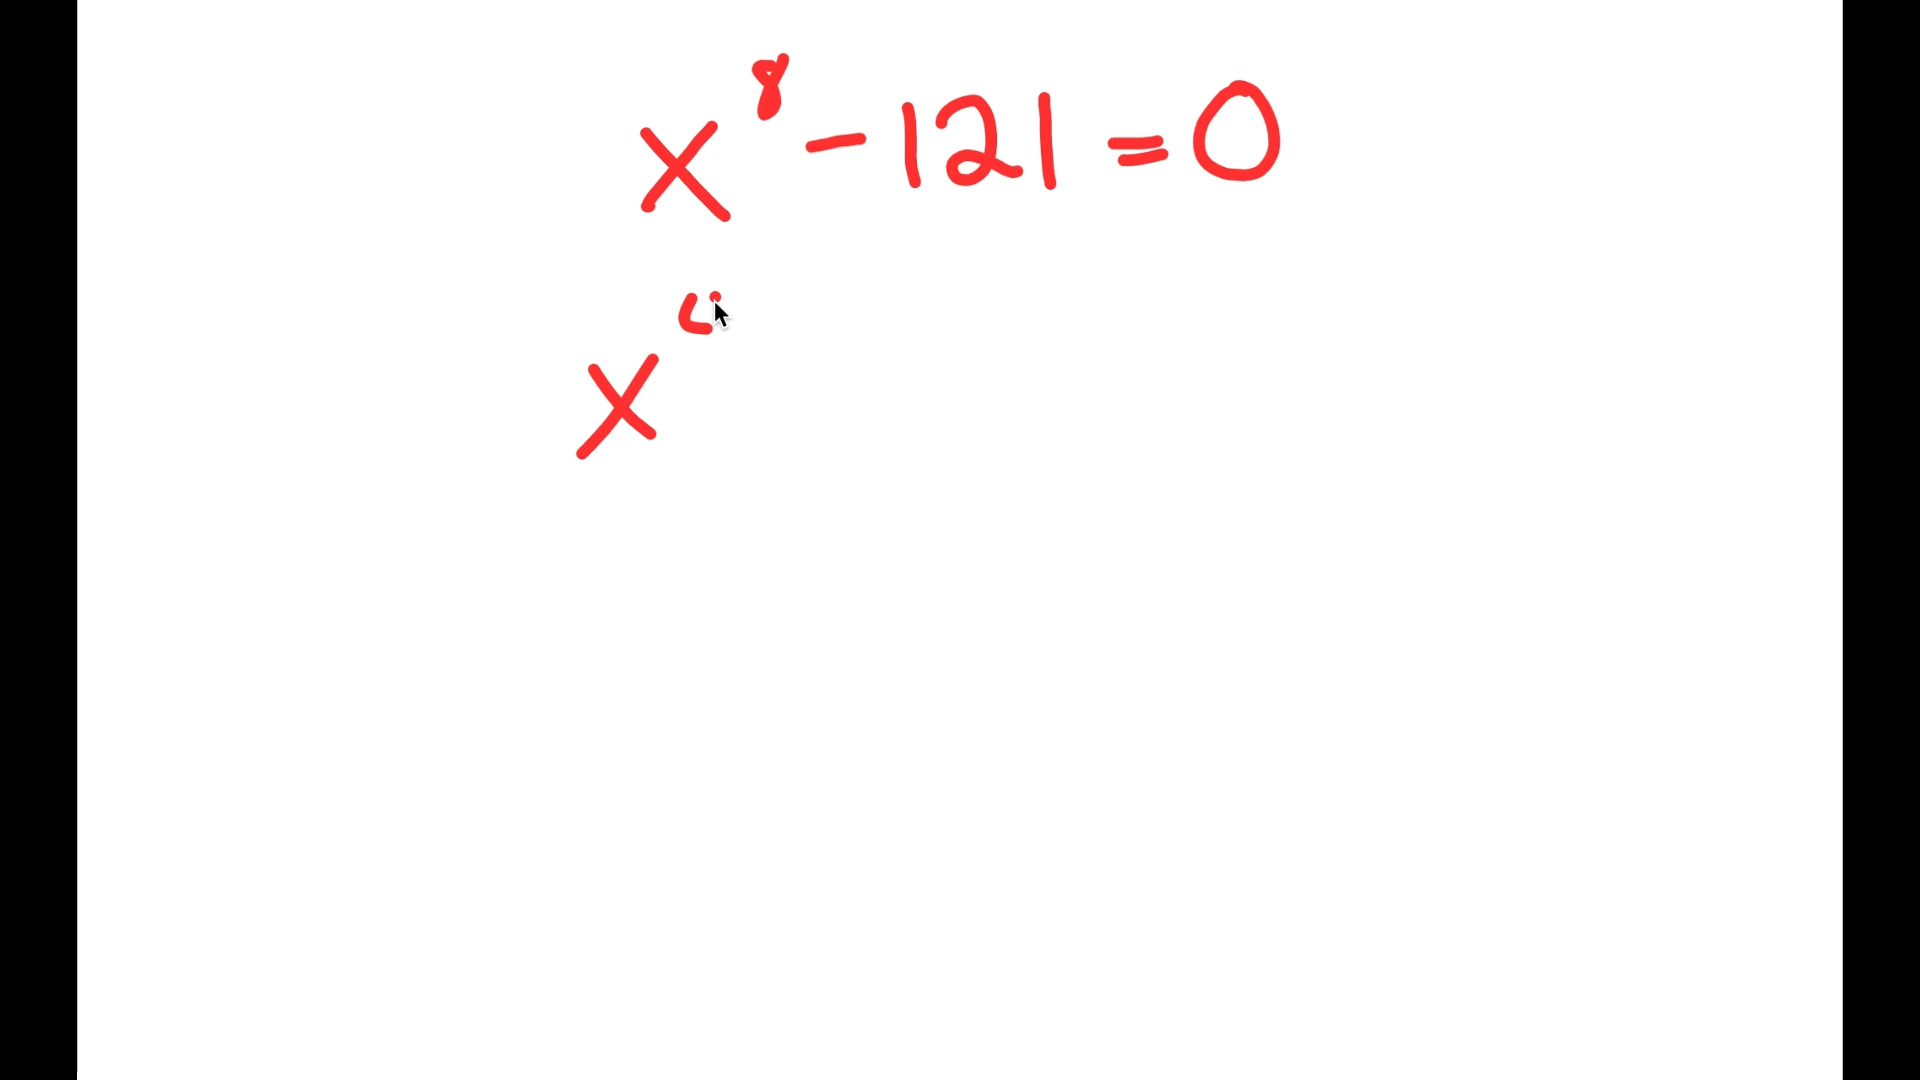 x⁸ - 121 = 0
x